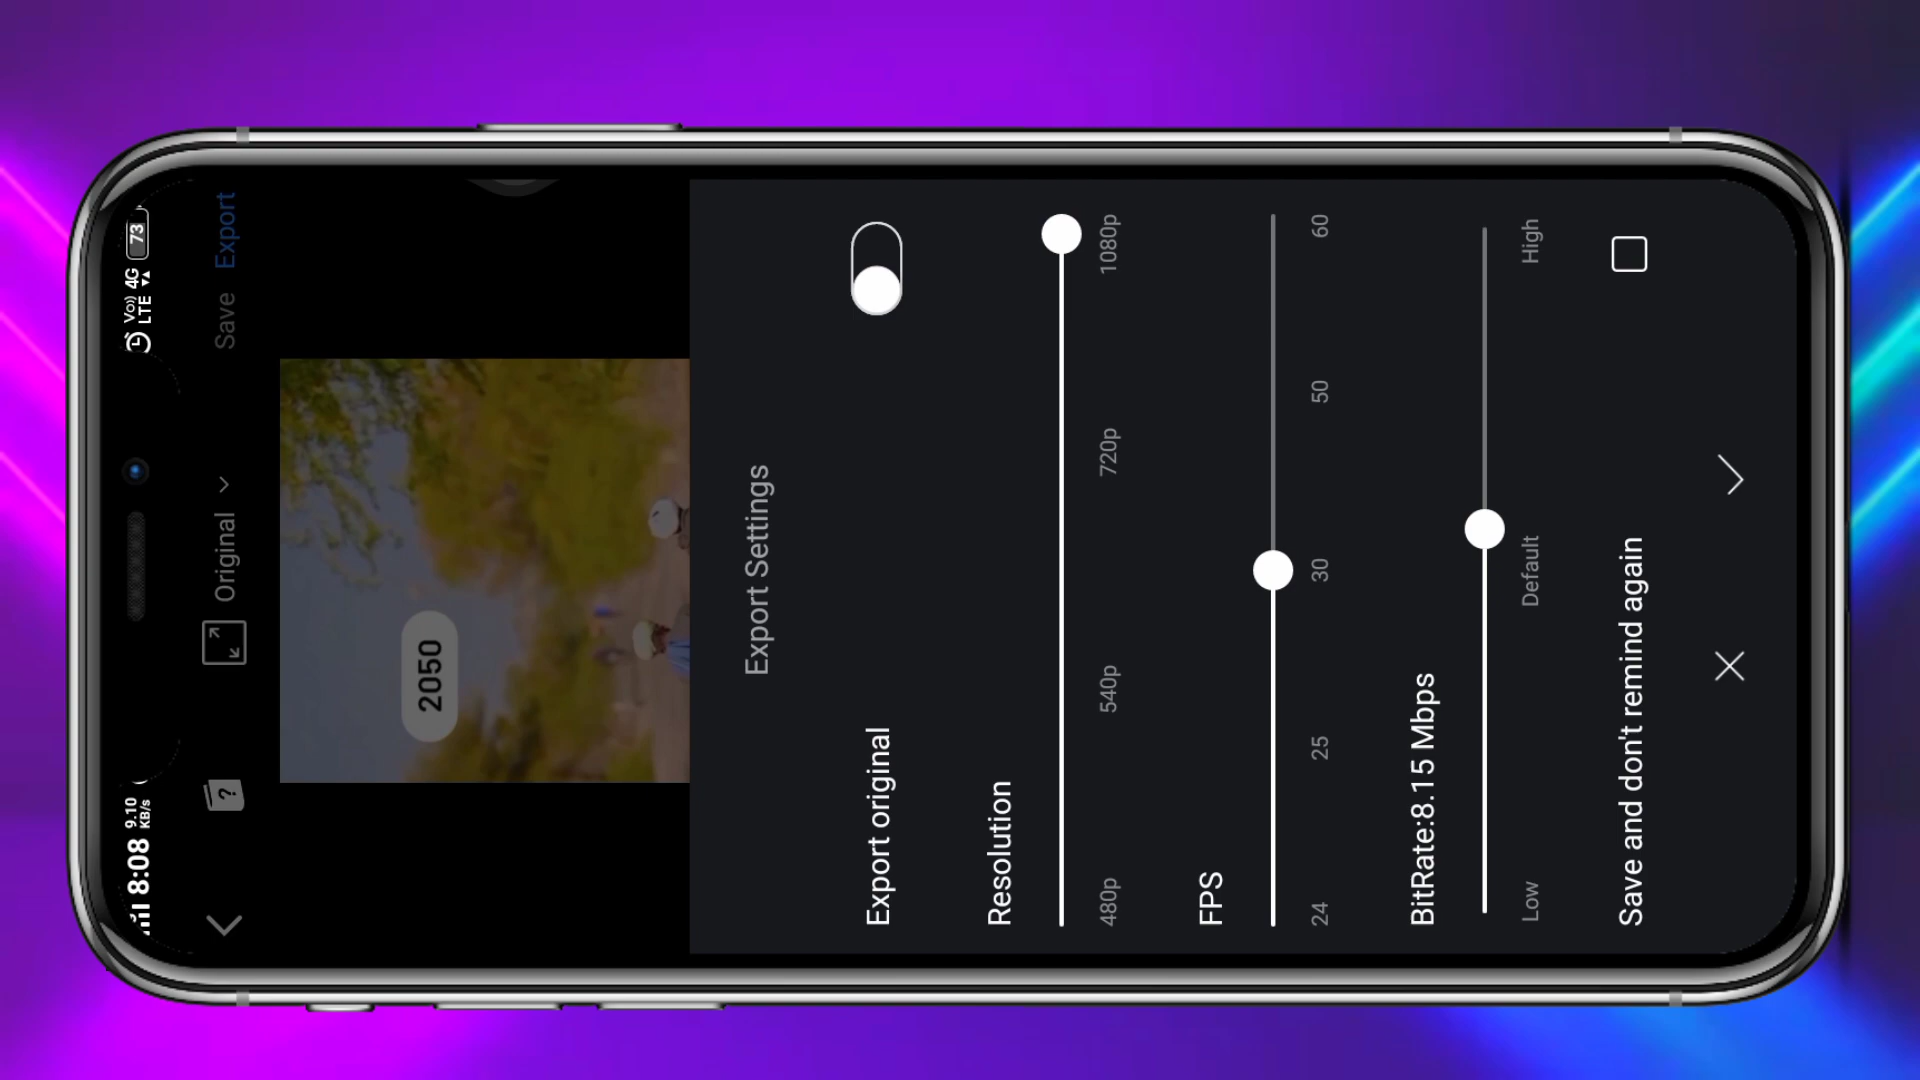 8:08 9.10 KB/s Vo)) 4G LTE 73
? Original Save Export
2050
Export Settings
Export original
Resolution
480p 540p 720p 1080p
FPS
24 25 30 50 60
BitRate:8.15 Mbps
Low Default High
Save and don't remind again